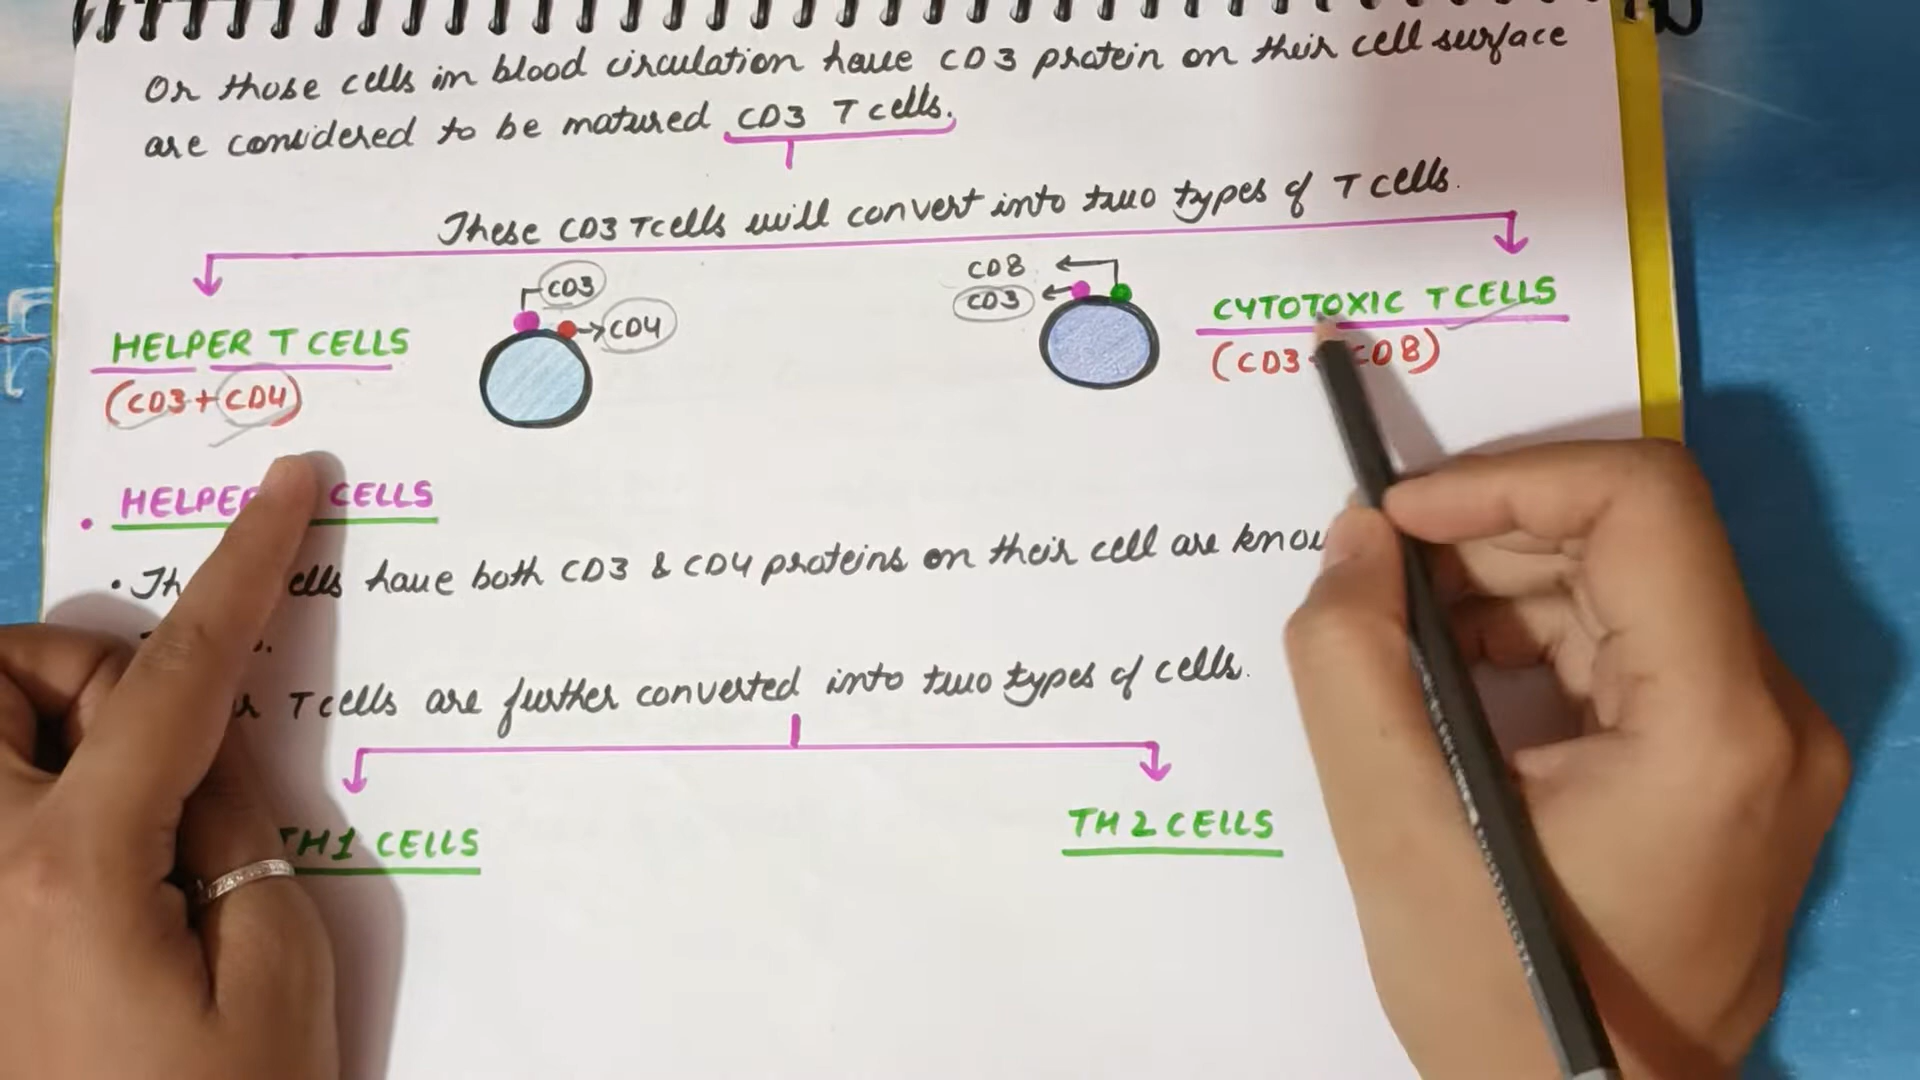 Or those cells in blood circulation have CD3 protein on their cell surface
are considered to be matured CD3 T cells.
These CD3 T cells will convert into two types of T cells.
CD3
CD4
CD8
CD3
HELPER T CELLS
(CD3+CD4)
CYTOTOXIC T CELLS
(CD3 CD8)
• HELPER CELLS
• have both CD3 & CD4 proteins on their cell are
T cells are further converted into two types of cells.
TH1 CELLS
TH2 CELLS